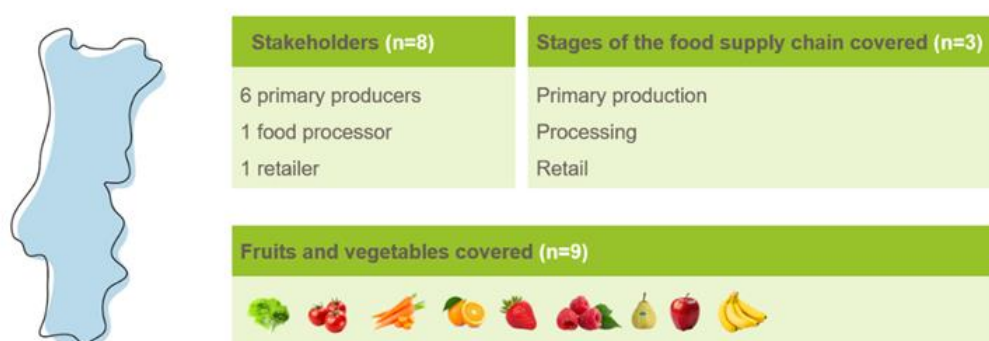 Stakeholders (n=8)
6 primary producers
1 food processor
1 retailer
Stages of the food supply chain covered (n=3)
Primary production
Processing
Retail
Fruits and vegetables covered (n=9)